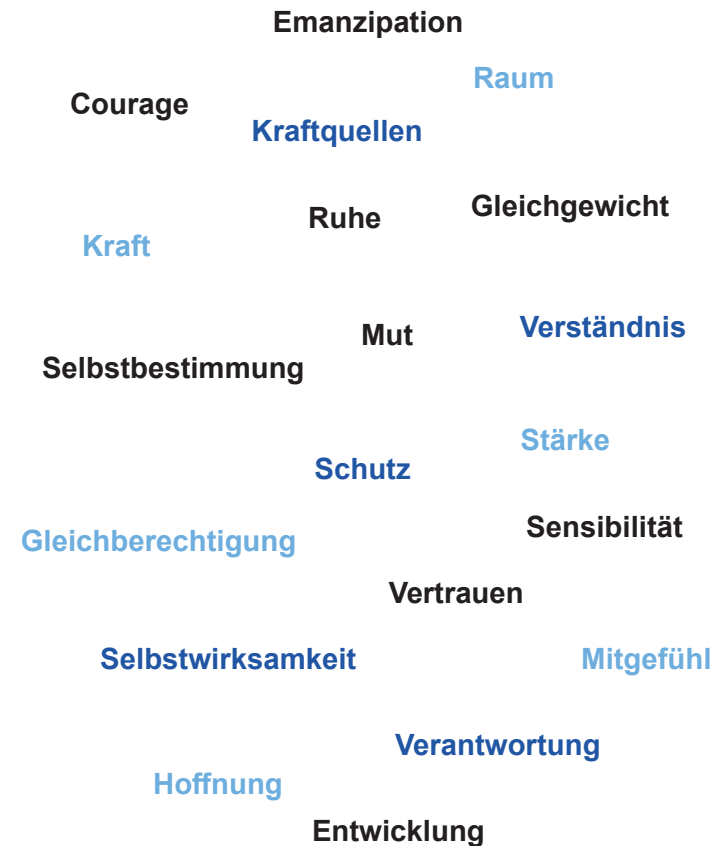 Emanzipation
Raum
Courage
Kraftquellen
Gleichgewicht
Ruhe
Kraft
Verständnis
Mut
Selbstbestimmung
Stärke
Schutz
Sensibilität
Gleichberechtigung
Vertrauen
Selbstwirksamkeit
Mitgefühl
Verantwortung
Hoffnung
Entwicklung